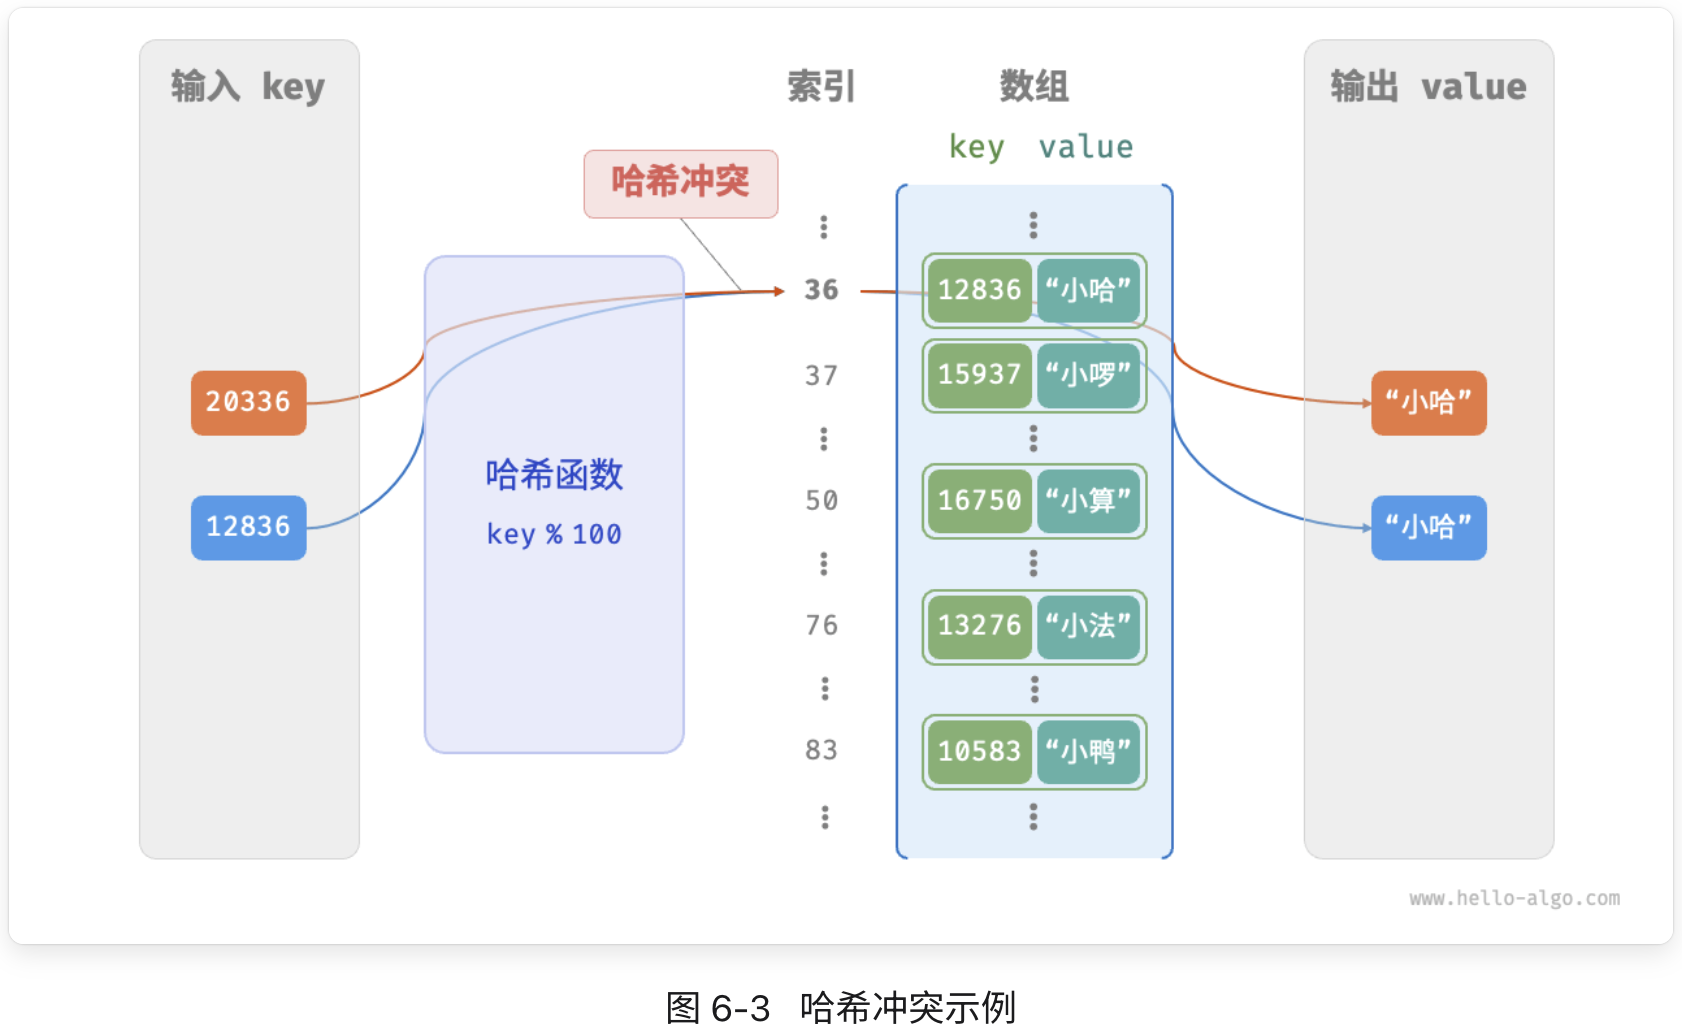 输入 key
索引
数组
输出 value
key value
哈希冲突
36
12836 “小哈”
37
15937 “小啰”
20336
“小哈”
哈希函数
key % 100
50
16750 “小算”
12836
“小哈”
76
13276 “小法”
83
10583 “小鸭”
www.hello-algo.com
图 6-3 哈希冲突示例